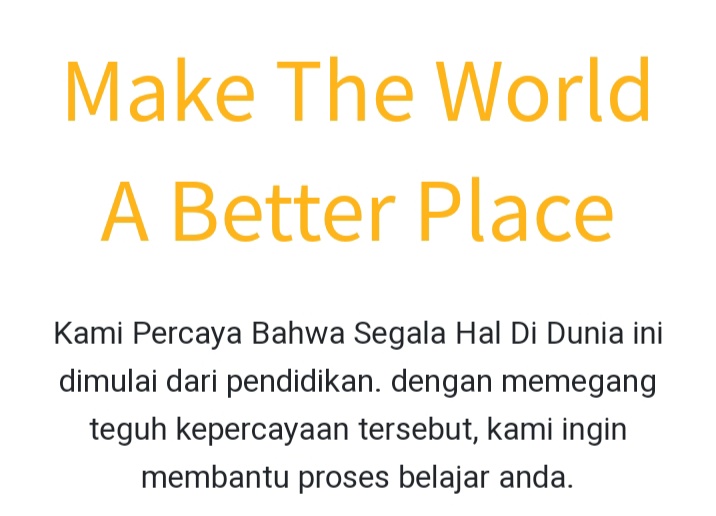 Make The World
A Better Place
Kami Percaya Bahwa Segala Hal Di Dunia ini
dimulai dari pendidikan. dengan memegang
teguh kepercayaan tersebut, kami ingin
membantu proses belajar anda.